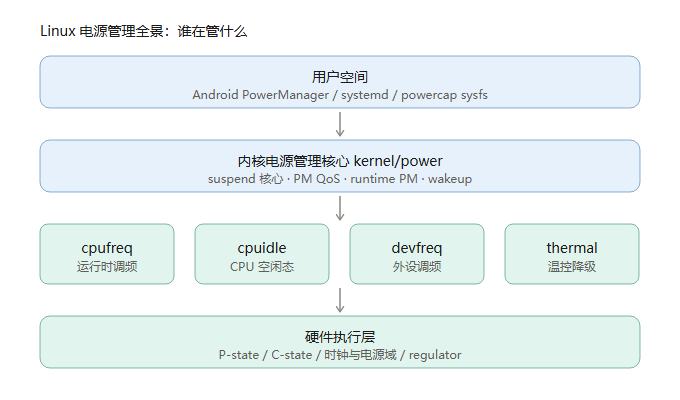 Linux 电源管理全景：谁在管什么
用户空间
Android PowerManager / systemd / powercap sysfs
内核电源管理核心 kernel/power
suspend 核心 · PM QoS · runtime PM · wakeup
cpufreq
运行时调频
cpuidle
CPU 空闲态
devfreq
外设调频
thermal
温控降级
硬件执行层
P-state / C-state / 时钟与电源域 / regulator